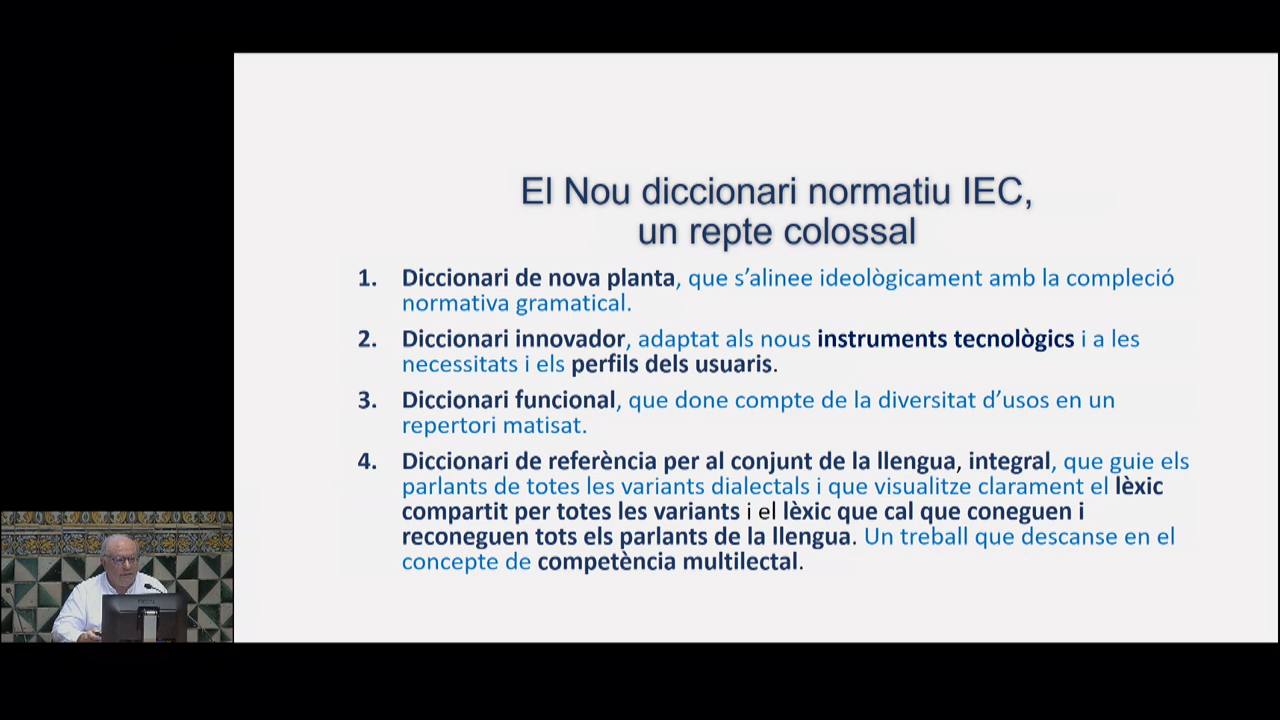 El Nou diccionari normatiu IEC,
un repte colossal
1. Diccionari de nova planta, que s’alinee ideològicament amb la compleció
normativa gramatical.
2. Diccionari innovador, adaptat als nous instruments tecnològics i a les
necessitats i els perfils dels usuaris.
3. Diccionari funcional, que done compte de la diversitat d’usos en un
repertori matisat.
4. Diccionari de referència per al conjunt de la llengua, integral, que guie els
parlants de totes les variants dialectals i que visualitze clarament el lèxic
compartit per totes les variants i el lèxic que cal que coneguen i
reconeguen tots els parlants de la llengua. Un treball que descanse en el
concepte de competència multilectal.